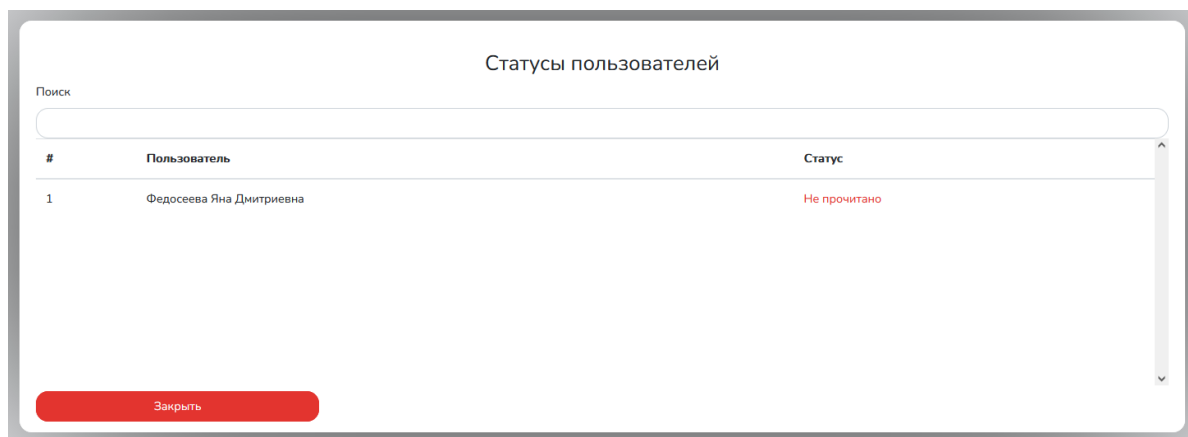 Статусы пользователей
Поиск
# Пользователь Статус
1 Федосеева Яна Дмитриевна Не прочитано
Закрыть